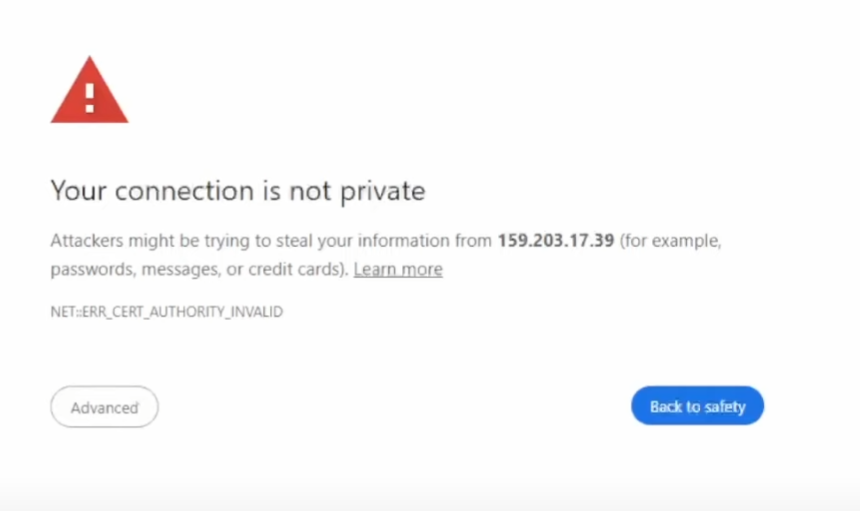 Your connection is not private
Attackers might be trying to steal your information from 159.203.17.39 (for example,
passwords, messages, or credit cards). Learn more
NET::ERR_CERT_AUTHORITY_INVALID
Advanced
Back to safety